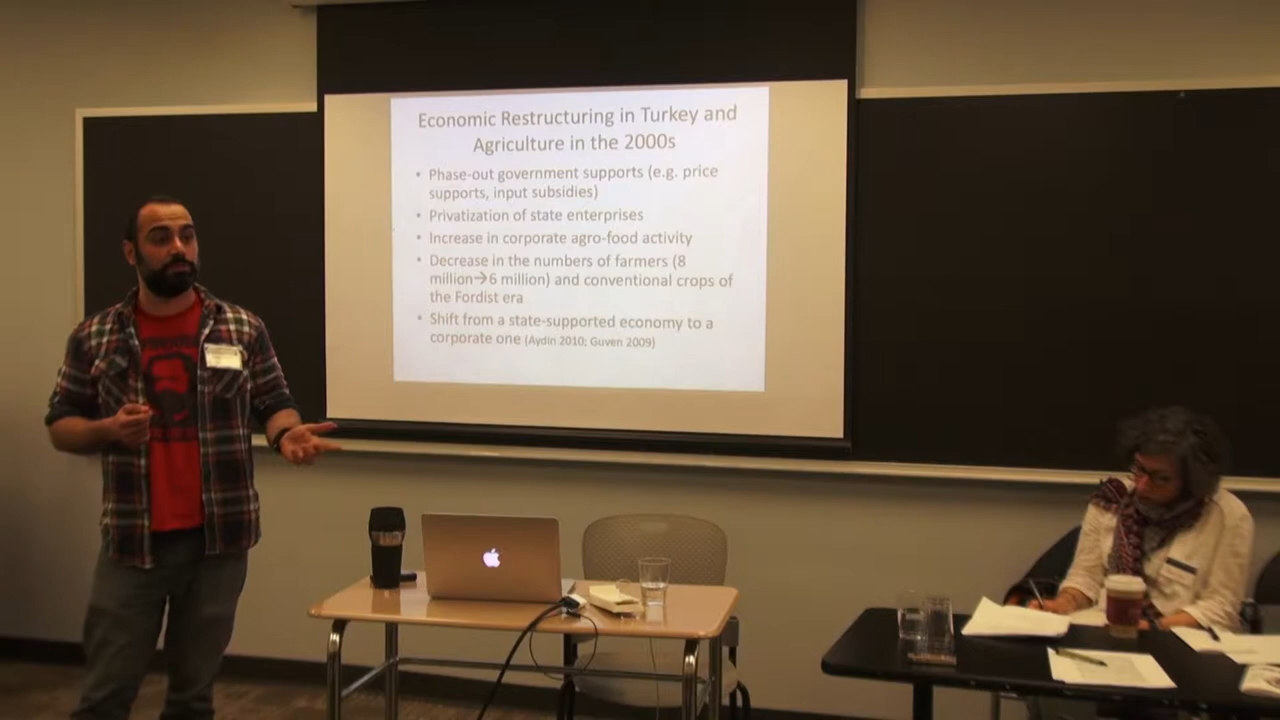 Economic Restructuring in Turkey and
Agriculture in the 2000s
• Phase-out government supports (e.g. price
supports, input subsidies)
• Privatization of state enterprises
• Increase in corporate agro-food activity
• Decrease in the numbers of farmers (8
million→6 million) and conventional crops of
the Fordist era
• Shift from a state-supported economy to a
corporate one (Aydin 2010; Guven 2009)